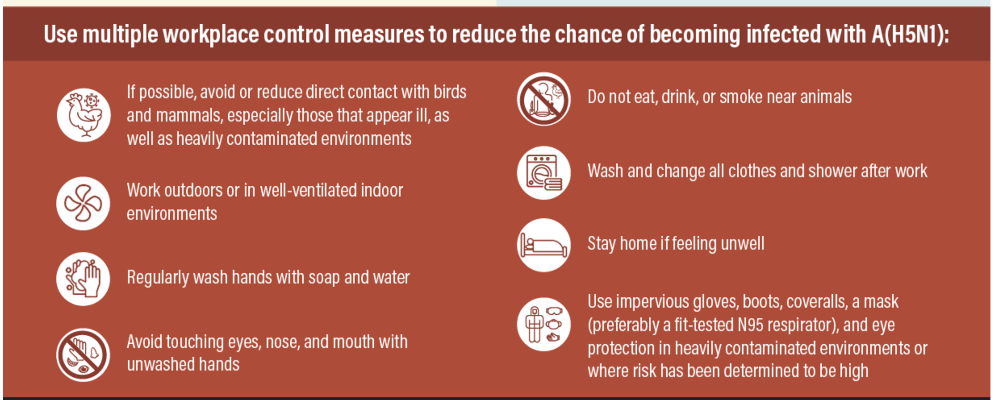 Use multiple workplace control measures to reduce the chance of becoming infected with A(H5N1):
If possible, avoid or reduce direct contact with birds
and mammals, especially those that appear ill, as
well as heavily contaminated environments
Work outdoors or in well-ventilated indoor
environments
Regularly wash hands with soap and water
Avoid touching eyes, nose, and mouth with
unwashed hands
Do not eat, drink, or smoke near animals
Wash and change all clothes and shower after work
Stay home if feeling unwell
Use impervious gloves, boots, coveralls, a mask
(preferably a fit-tested N95 respirator), and eye
protection in heavily contaminated environments or
where risk has been determined to be high